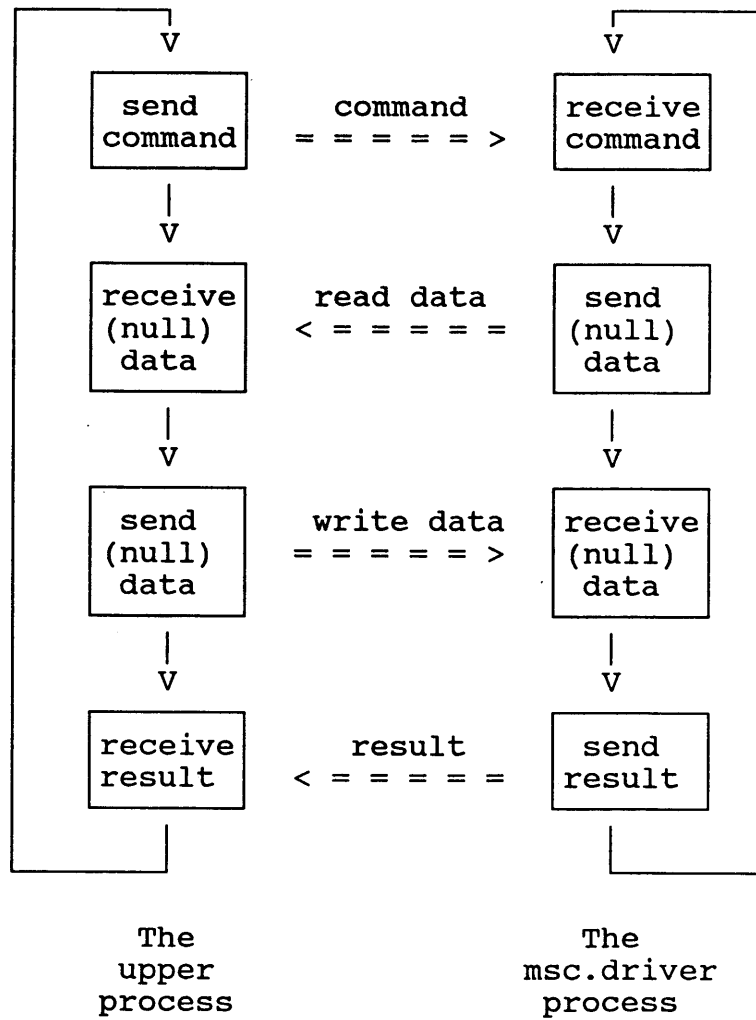 V V
send command receive
command = = = = = > command
| |
V V
receive read data send
(null) < = = = = = (null)
data data
| |
V V
send write data receive
(null) = = = = = > (null)
data data
| |
V V
receive result send
result < = = = = = result
The The
upper msc.driver
process process